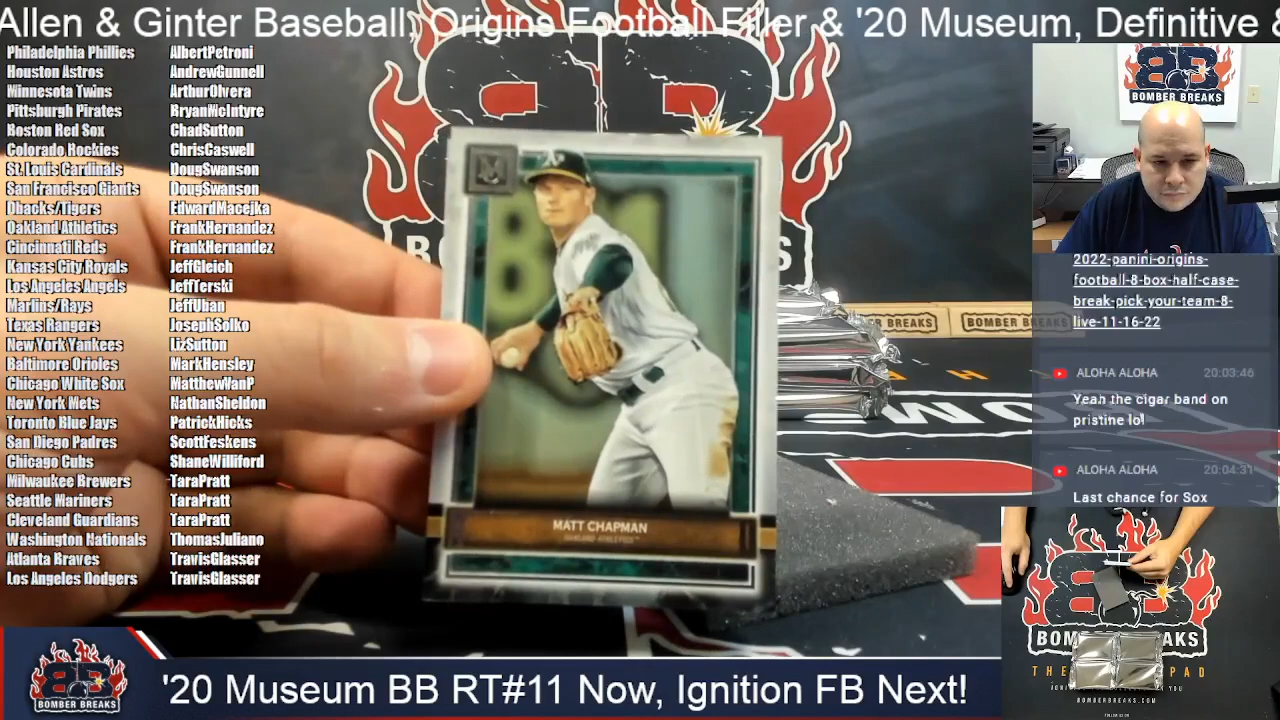 Allen & Ginter Baseball, Origins Football Filler & '20 Museum, Definitive &
Philadelphia Phillies AlbertPetroni
Houston Astros AndrewGunnell
Minnesota Twins ArthurOlvera
Pittsburgh Pirates BryanMcIntyre
Boston Red Sox ChadSutton
Colorado Rockies ChrisCaswell
St. Louis Cardinals DougSwanson
San Francisco Giants DougSwanson
Dbacks/Tigers EdwardMacejka
Oakland Athletics FrankHernandez
Cincinnati Reds FrankHernandez
Kansas City Royals JeffGleich
Los Angeles Angels JeffTerski
Marlins/Rays JeffUban
Texas Rangers JosephSolko
New York Yankees LizSutton
Baltimore Orioles MarkHensley
Chicago White Sox MatthewVanP
New York Mets NathanSheldon
Toronto Blue Jays PatrickHicks
San Diego Padres ScottFeskens
Chicago Cubs ShaneWilliford
Milwaukee Brewers TaraPratt
Seattle Mariners TaraPratt
Cleveland Guardians TaraPratt
Washington Nationals ThomasJuliano
Atlanta Braves TravisGlasser
Los Angeles Dodgers TravisGlasser
A's
MATT CHAPMAN
OAKLAND ATHLETICS™
BOMBER BREAKS
BOMBER BREAKS
2022-panini-origins-
football-8-box-half-case-
break-pick-your-team-8-
live-11-16-22
ALOHA ALOHA 20:03:46
Yeah the cigar band on
pristine lol
ALOHA ALOHA 20:04:31
Last chance for Sox
BOMBER BREAKS
'20 Museum BB RT#11 Now, Ignition FB Next!